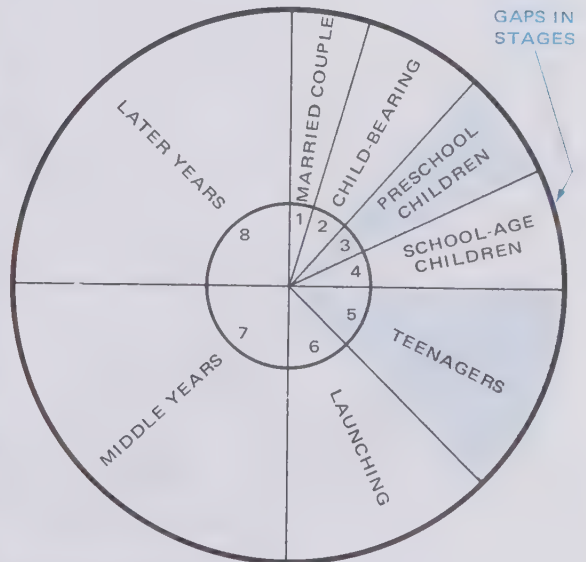 GAPS IN
STAGES
MARRIED COUPLE
CHILD-BEARING
PRESCHOOL
CHILDREN
SCHOOL-AGE
CHILDREN
TEENAGERS
LAUNCHING
MIDDLE YEARS
LATER YEARS
1
2
3
4
5
6
7
8